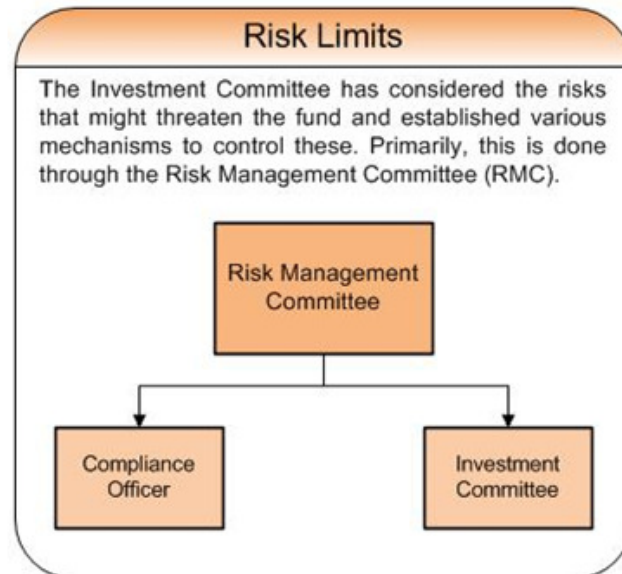 Risk Limits
The Investment Committee has considered the risks
that might threaten the fund and established various
mechanisms to control these. Primarily, this is done
through the Risk Management Committee (RMC).
Risk Management
Committee
Compliance
Officer
Investment
Committee